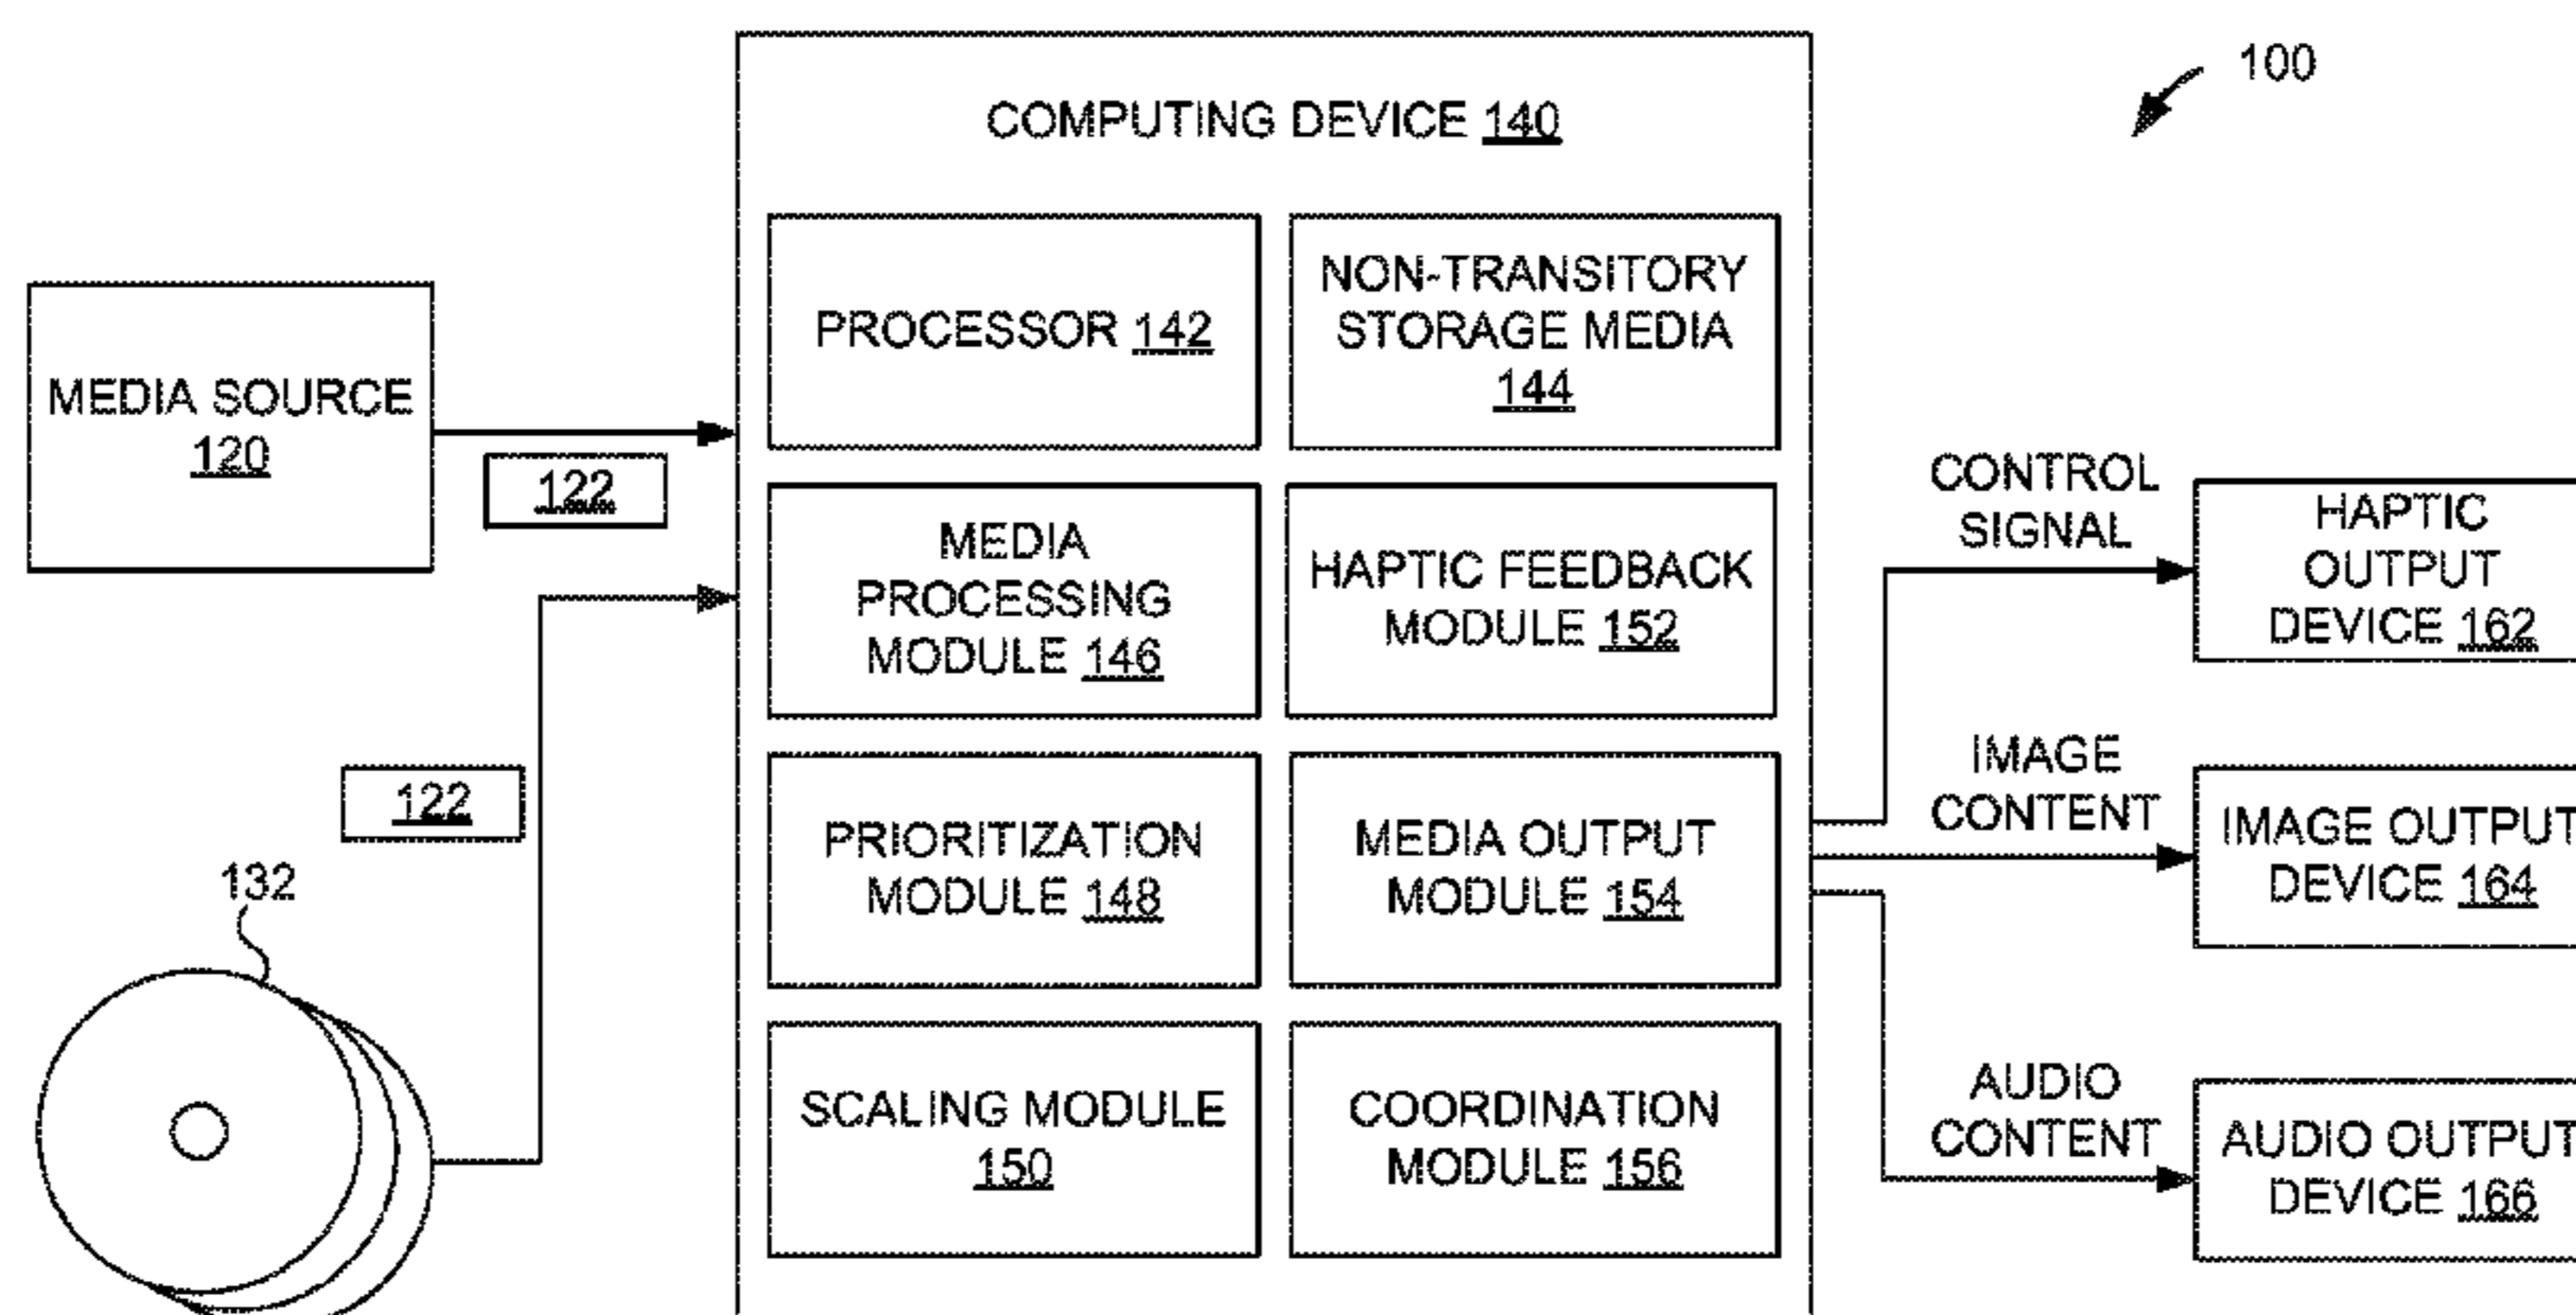 100
COMPUTING DEVICE 140
PROCESSOR 142
NON-TRANSITORY
STORAGE MEDIA
144
MEDIA SOURCE
120
122
MEDIA
PROCESSING
MODULE 146
HAPTIC FEEDBACK
MODULE 152
CONTROL
SIGNAL
HAPTIC
OUTPUT
DEVICE 162
122
132
PRIORITIZATION
MODULE 148
MEDIA OUTPUT
MODULE 154
IMAGE
CONTENT
IMAGE OUTPUT
DEVICE 164
SCALING MODULE
150
COORDINATION
MODULE 156
AUDIO
CONTENT
AUDIO OUTPUT
DEVICE 166